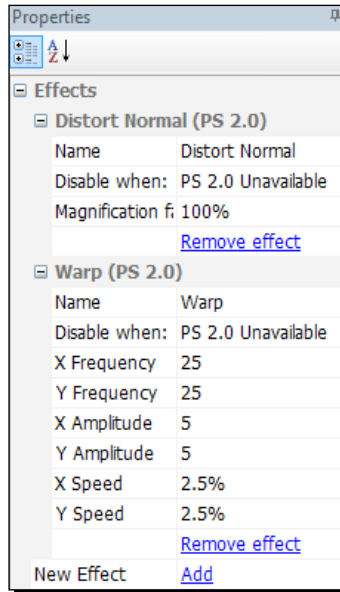 Properties
A
Z
Effects
Distort Normal (PS 2.0)
Name Distort Normal
Disable when: PS 2.0 Unavailable
Magnification fa 100%
Remove effect
Warp (PS 2.0)
Name Warp
Disable when: PS 2.0 Unavailable
X Frequency 25
Y Frequency 25
X Amplitude 5
Y Amplitude 5
X Speed 2.5%
Y Speed 2.5%
Remove effect
New Effect Add